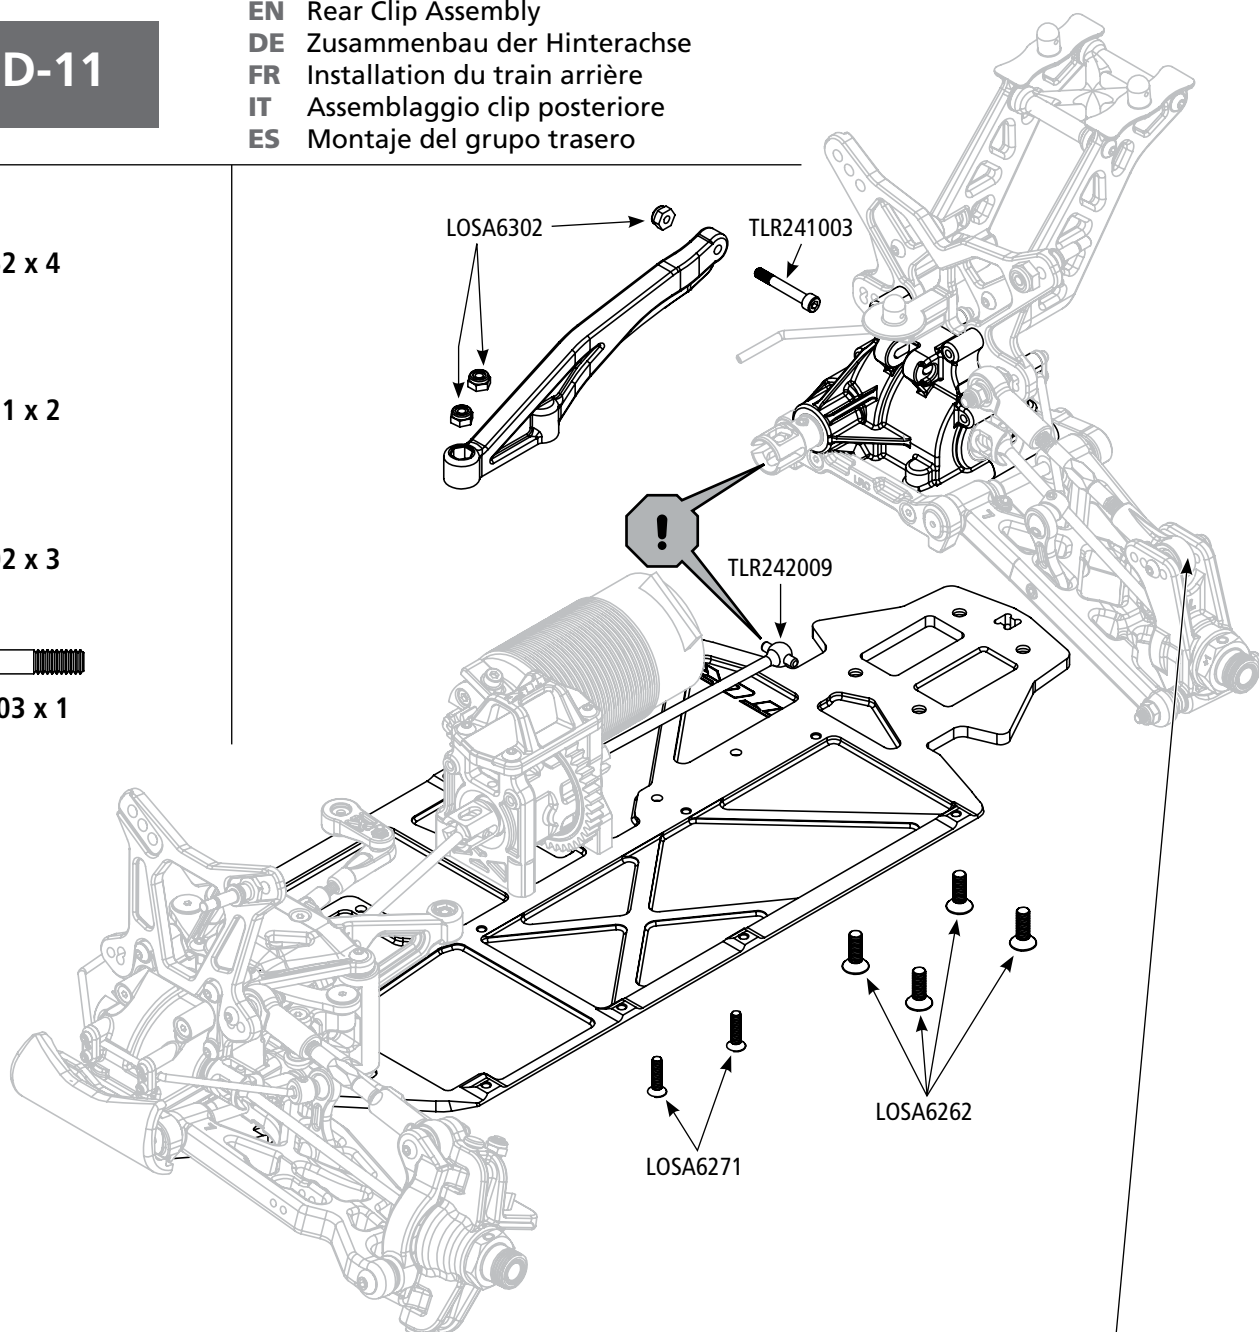 D-11
EN Rear Clip Assembly
DE Zusammenbau der Hinterachse
FR Installation du train arrière
IT Assemblaggio clip posteriore
ES Montaje del grupo trasero
2 x 4
1 x 2
2 x 3
03 x 1
LOSA6302
TLR241003
!
TLR242009
LOSA6262
LOSA6271